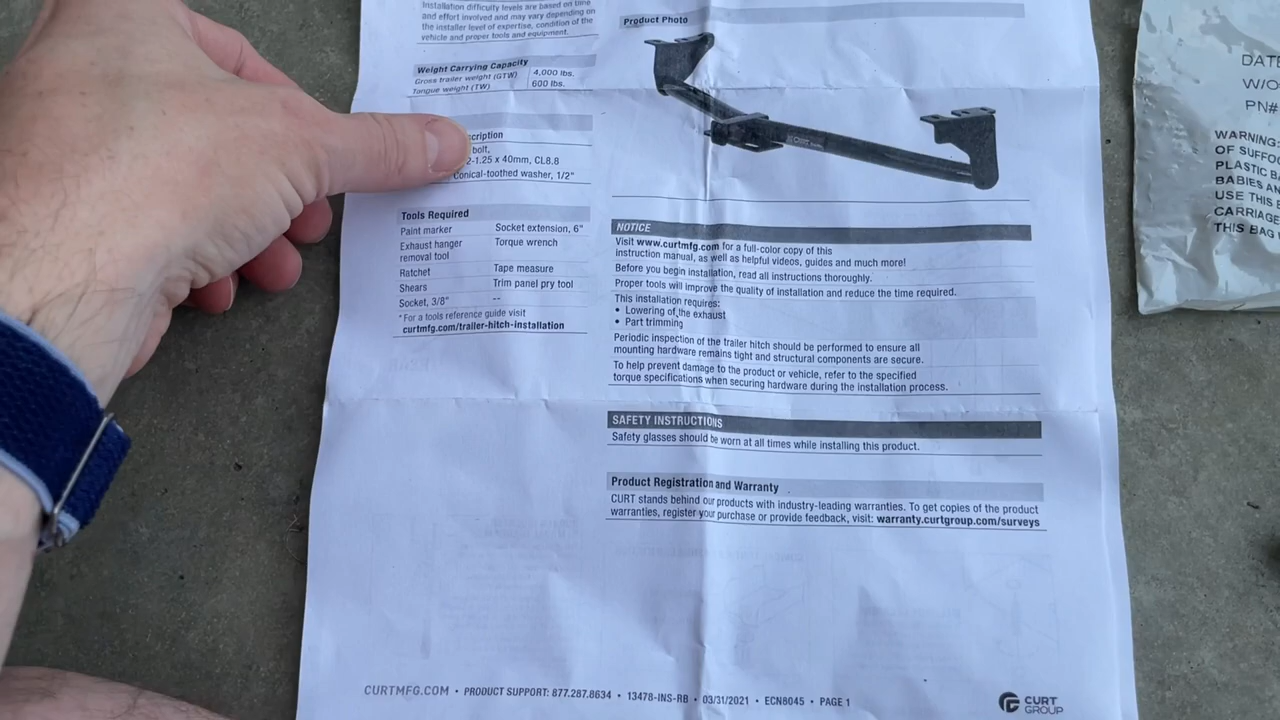 Installation difficulty levels are based on time
and effort involved and may vary depending on
the installer level of expertise, condition of the
vehicle and proper tools and equipment.
Weight Carrying Capacity
Gross trailer weight (GTW) 4,000 lbs.
Tongue weight (TW) 600 lbs.
bolt,
2-1.25 x 40mm, CL8.8
Conical-toothed washer, 1/2"
Tools Required
Paint marker Socket extension, 6"
Exhaust hanger Torque wrench
removal tool
Ratchet Tape measure
Shears Trim panel pry tool
Socket, 3/8" --
* For a tools reference guide visit
curtmfg.com/trailer-hitch-installation
Product Photo
CURT
NOTICE
Visit www.curtmfg.com for a full-color copy of this
instruction manual, as well as helpful videos, guides and much more!
Before you begin installation, read all instructions thoroughly.
Proper tools will improve the quality of installation and reduce the time required.
This installation requires:
• Lowering of the exhaust
• Part trimming
Periodic inspection of the trailer hitch should be performed to ensure all
mounting hardware remains tight and structural components are secure.
To help prevent damage to the product or vehicle, refer to the specified
torque specifications when securing hardware during the installation process.
SAFETY INSTRUCTIONS
Safety glasses should be worn at all times while installing this product.
Product Registration and Warranty
CURT stands behind our products with industry-leading warranties. To get copies of the product
warranties, register your purchase or provide feedback, visit: warranty.curtgroup.com/surveys
CURTMFG.COM • PRODUCT SUPPORT: 877.287.8634 • 13478-INS-RB • 03/31/2021 • ECN8045 • PAGE 1
CURT
GROUP
DATE
W/O
PN#
WARNING:
OF SUFFO
PLASTIC BA
BABIES AN
USE THIS B
CARRIAGE
THIS BAG I